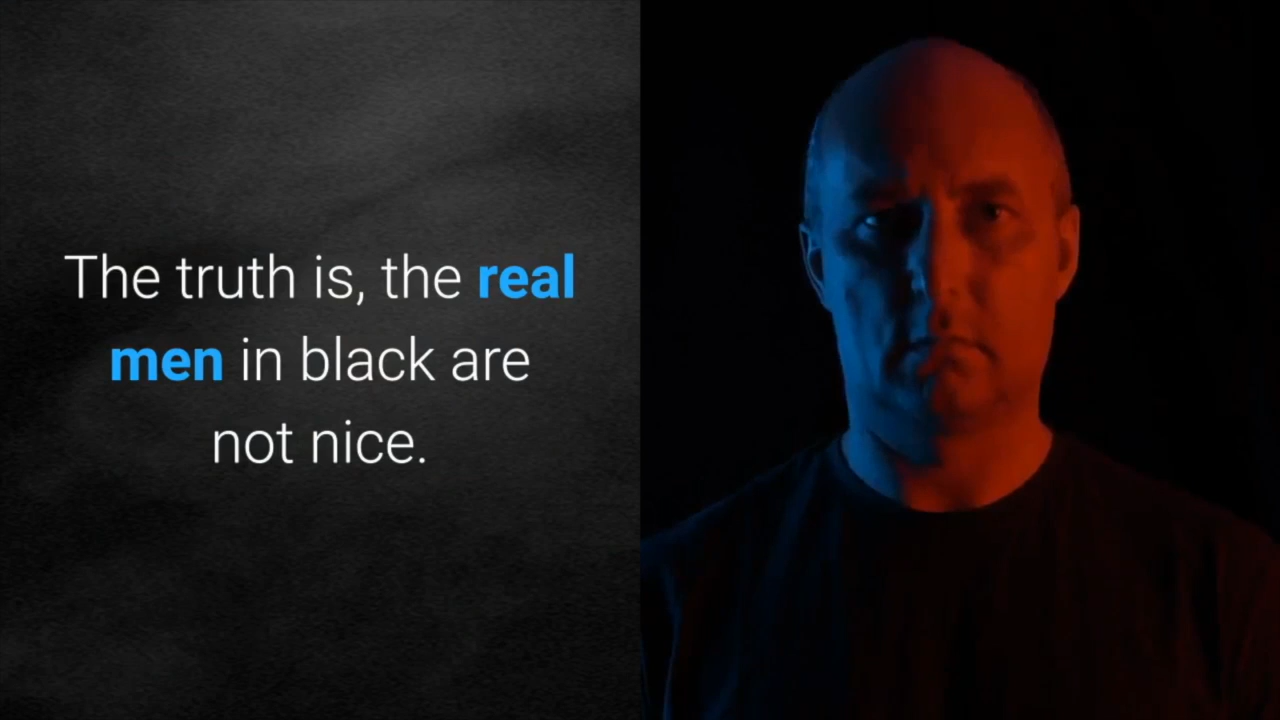 The truth is, the real
men in black are
not nice.